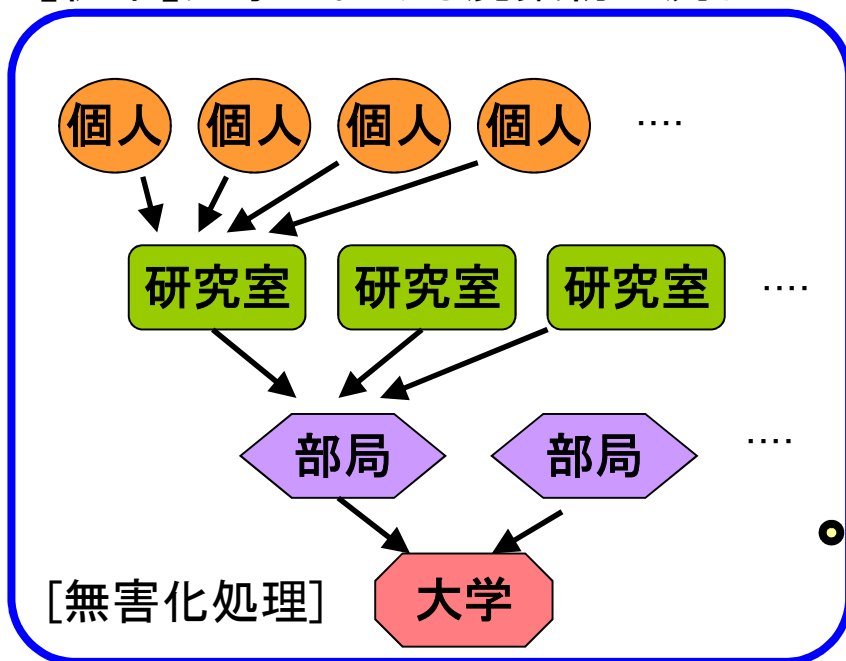 個人 個人 個人 個人 ....
研究室 研究室 研究室 ....
部局 部局 ....
[無害化処理] 大学